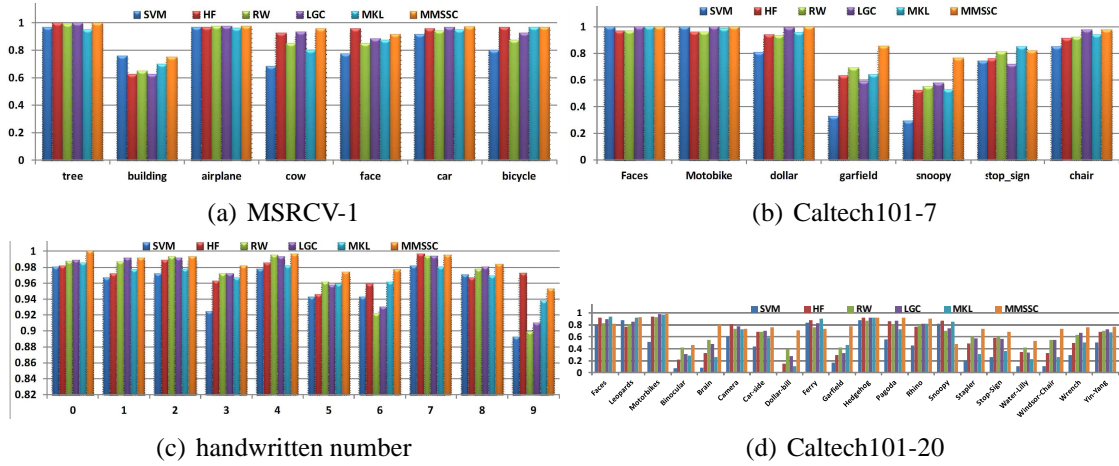 SVM HF RW LGC MKL MMSSC
1
0.8
0.6
0.4
0.2
0
tree building airplane cow face car bicycle
(a) MSRCV-1
SVM HF RW LGC MKL MMSSC
1
0.8
0.6
0.4
0.2
0
Faces Motobike dollar garfield snoopy stop_sign chair
(b) Caltech101-7
SVM HF RW LGC MKL MMSSC
1
0.98
0.96
0.94
0.92
0.9
0.88
0.86
0.84
0.82
0 1 2 3 4 5 6 7 8 9
(c) handwritten number
SVM HF RW LGC MKL MMSSC
1
0.8
0.6
0.4
0.2
0
Faces Leopards Motorbikes Binocular Brain Camera Car-side Dollar-bill Ferry Garfield Hedgehog Pagoda Rhino Snoopy Stapler Stop-Sign Water-Lilly Windsor-Chair Wrench Yin-Yang
(d) Caltech101-20